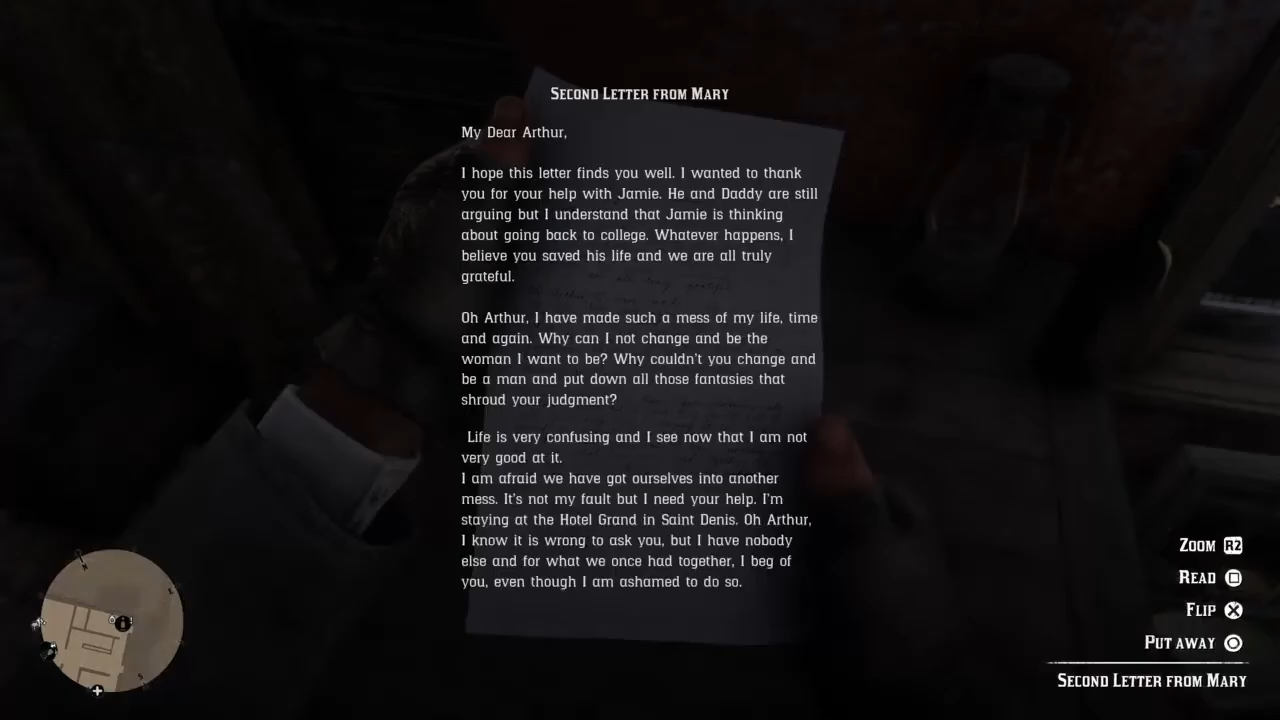 SECOND LETTER FROM MARY
My Dear Arthur,
I hope this letter finds you well. I wanted to thank
you for your help with Jamie. He and Daddy are still
arguing but I understand that Jamie is thinking
about going back to college. Whatever happens, I
believe you saved his life and we are all truly
grateful.
Oh Arthur, I have made such a mess of my life, time
and again. Why can I not change and be the
woman I want to be? Why couldn't you change and
be a man and put down all those fantasies that
shroud your judgment?
Life is very confusing and I see now that I am not
very good at it.
I am afraid we have got ourselves into another
mess. It's not my fault but I need your help. I'm
staying at the Hotel Grand in Saint Denis. Oh Arthur,
I know it is wrong to ask you, but I have nobody
else and for what we once had together, I beg of
you, even though I am ashamed to do so.
ZOOM R2
READ
FLIP
PUT AWAY
SECOND LETTER FROM MARY